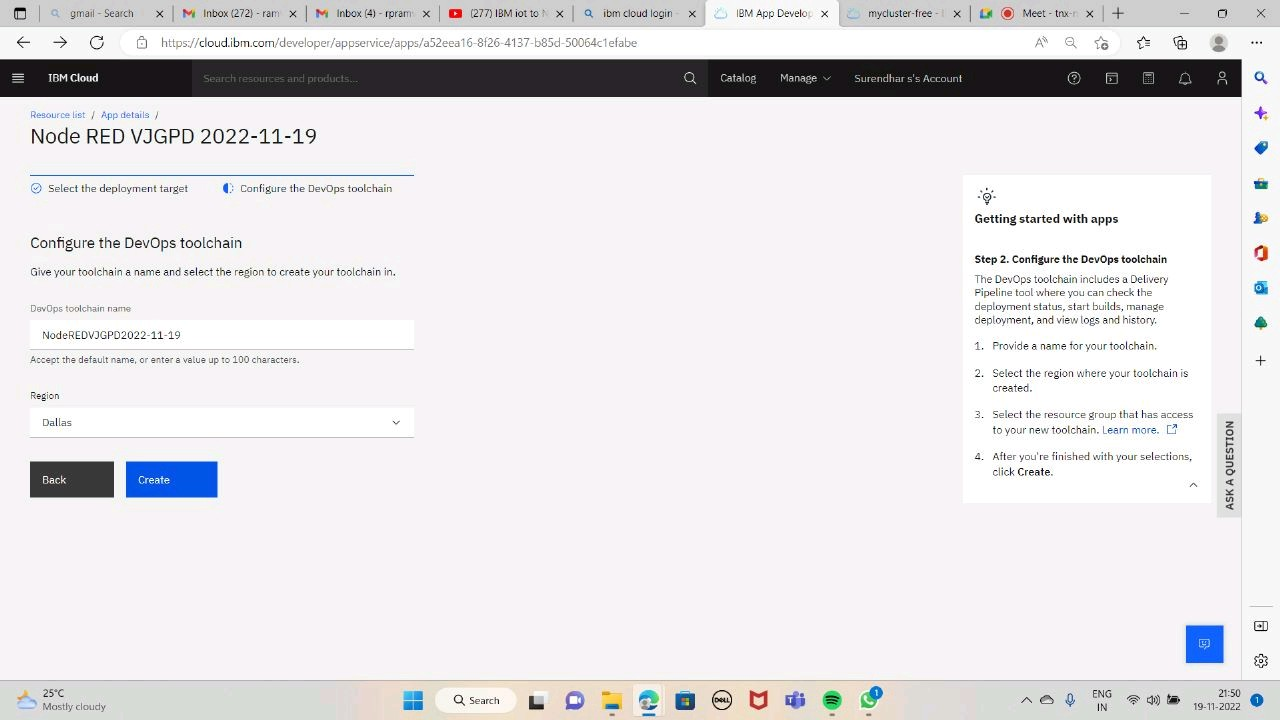 gmail - Search
Inbox (272) - ram
Inbox (4) - rpram
(277) IBM iot to N
ibm cloud login -
IBM App Develop
mycluster-free - 
Meet - tnx-n
https://cloud.ibm.com/developer/appservice/apps/a52eea16-8f26-4137-b85d-50064c1efabe
IBM Cloud
Search resources and products...
Catalog
Manage
Surendhar s's Account
Resource list / App details /
Node RED VJGPD 2022-11-19
Select the deployment target
Configure the DevOps toolchain
Configure the DevOps toolchain
Give your toolchain a name and select the region to create your toolchain in.
DevOps toolchain name
NodeREDVJGPD2022-11-19
Accept the default name, or enter a value up to 100 characters.
Region
Dallas
Back
Create
Getting started with apps
Step 2. Configure the DevOps toolchain
The DevOps toolchain includes a Delivery
Pipeline tool where you can check the
deployment status, start builds, manage
deployment, and view logs and history.
1. Provide a name for your toolchain.
2. Select the region where your toolchain is
created.
3. Select the resource group that has access
to your new toolchain. Learn more.
4. After you're finished with your selections,
click Create.
ASK A QUESTION
25°C
Mostly cloudy
Search
DELL
1
ENG
IN
21:50
19-11-2022
1